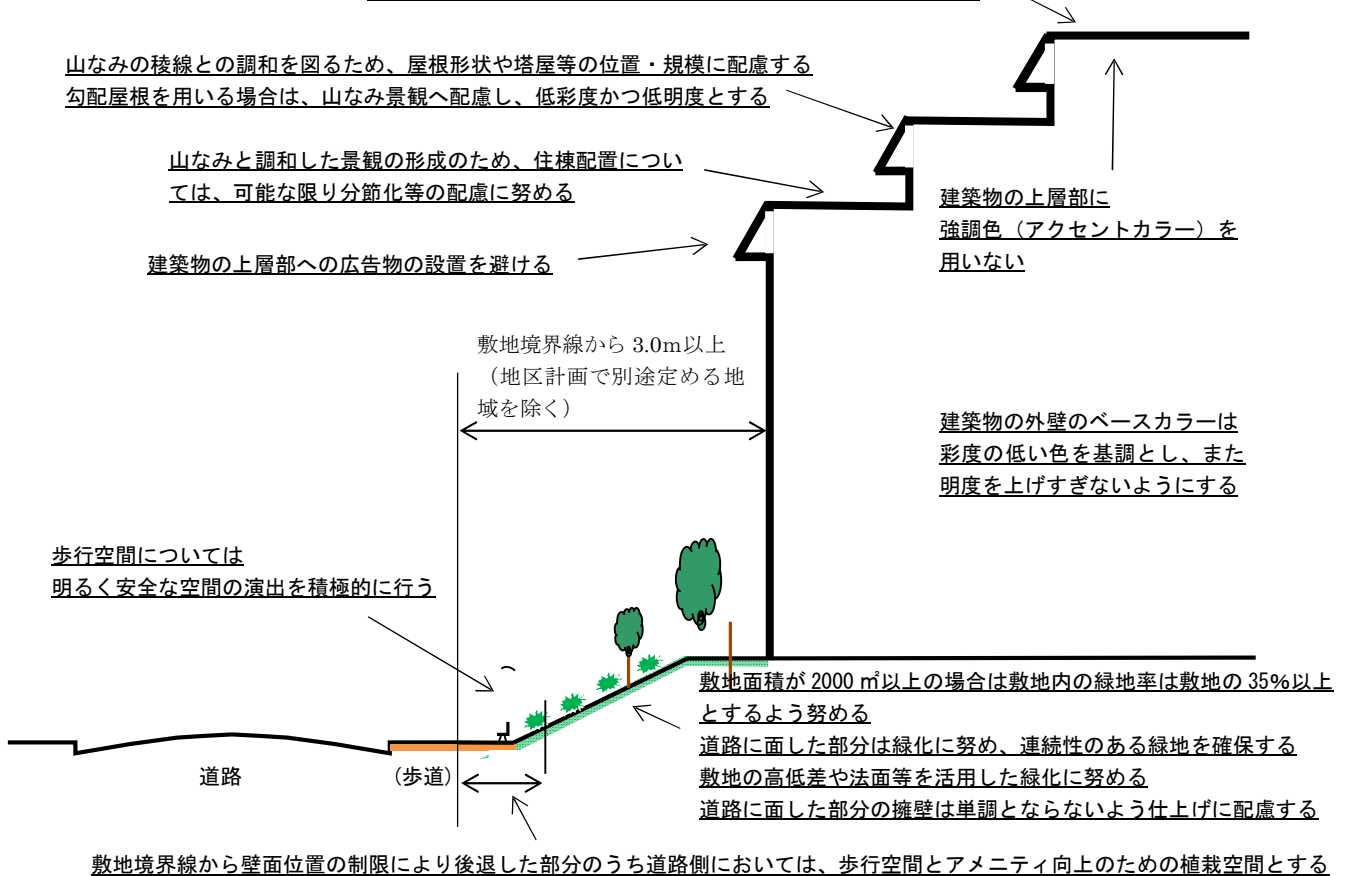 山なみの稜線との調和を図るため、屋根形状や塔屋等の位置・規模に配慮する
勾配屋根を用いる場合は、山なみ景観へ配慮し、低彩度かつ低明度とする
山なみと調和した景観の形成のため、住棟配置につい
ては、可能な限り分節化等の配慮に努める
建築物の上層部に
強調色（アクセントカラー）を
用いない
建築物の上層部への広告物の設置を避ける
敷地境界線から 3.0m以上
（地区計画で別途定める地
域を除く）
建築物の外壁のベースカラーは
彩度の低い色を基調とし、また
明度を上げすぎないようにする
歩行空間については
明るく安全な空間の演出を積極的に行う
敷地面積が 2000 ㎡以上の場合は敷地内の緑地率は敷地の 35%以上
とするよう努める
道路に面した部分は緑化に努め、連続性のある緑地を確保する
敷地の高低差や法面等を活用した緑化に努める
道路に面した部分の擁壁は単調とならないよう仕上げに配慮する
道路
(歩道)
敷地境界線から壁面位置の制限により後退した部分のうち道路側においては、歩行空間とアメニティ向上のための植栽空間とする